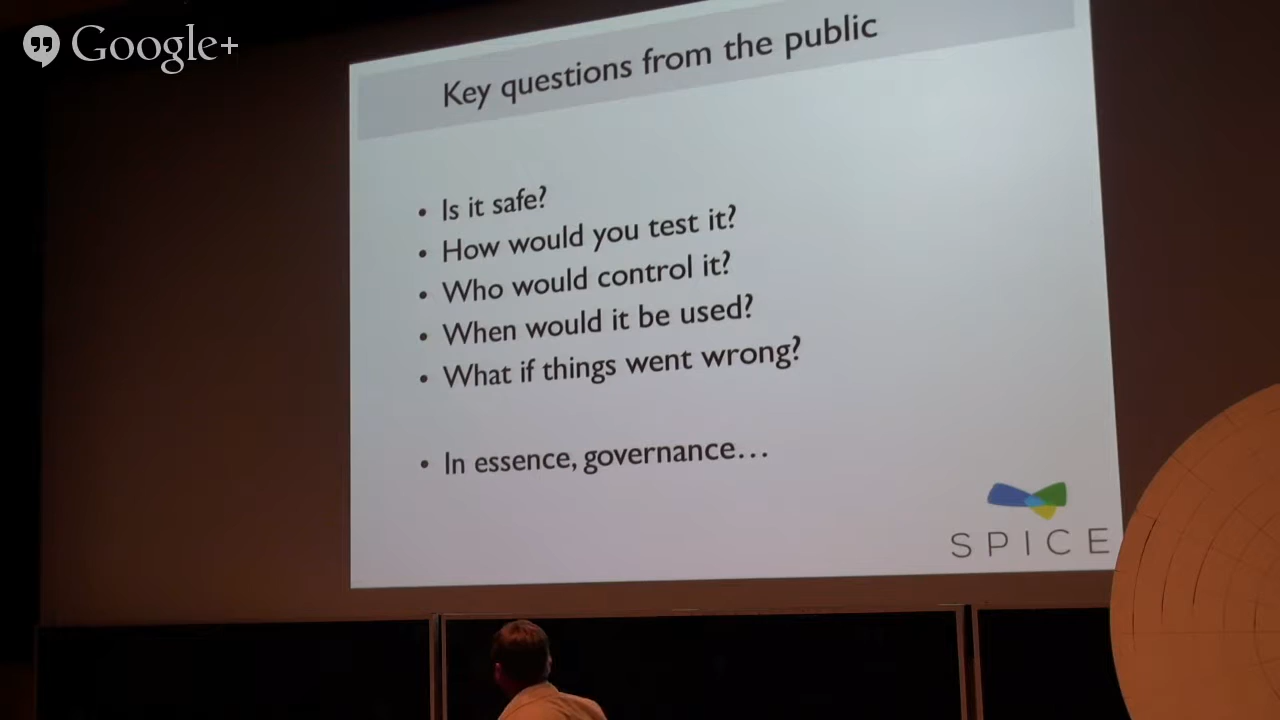 Google+
Key questions from the public
• Is it safe?
• How would you test it?
• Who would control it?
• When would it be used?
• What if things went wrong?
• In essence, governance…
SPICE